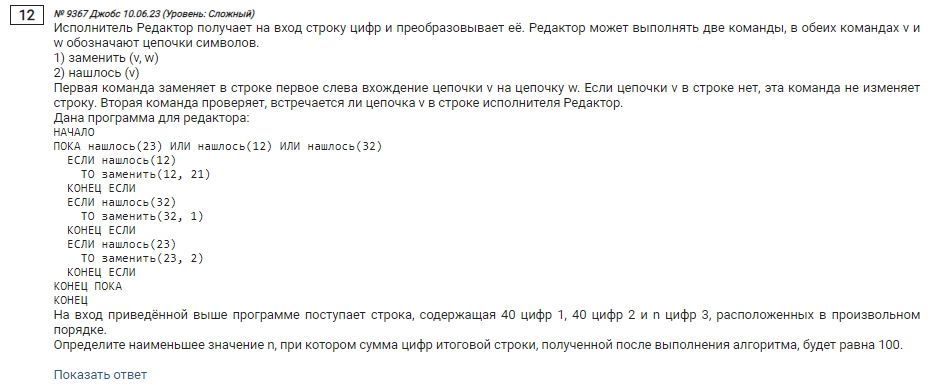 12
№ 9367 Джобс 10.06.23 (Уровень: Сложный)
Исполнитель Редактор получает на вход строку цифр и преобразовывает её. Редактор может выполнять две команды, в обеих командах v и
w обозначают цепочки символов.
1) заменить (v, w)
2) нашлось (v)
Первая команда заменяет в строке первое слева вхождение цепочки v на цепочку w. Если цепочки v в строке нет, эта команда не изменяет
строку. Вторая команда проверяет, встречается ли цепочка v в строке исполнителя Редактор.
Дана программа для редактора:
НАЧАЛО
ПОКА нашлось(23) ИЛИ нашлось(12) ИЛИ нашлось(32)
ЕСЛИ нашлось(12)
ТО заменить(12, 21)
КОНЕЦ ЕСЛИ
ЕСЛИ нашлось(32)
ТО заменить(32, 1)
КОНЕЦ ЕСЛИ
ЕСЛИ нашлось(23)
ТО заменить(23, 2)
КОНЕЦ ЕСЛИ
КОНЕЦ ПОКА
КОНЕЦ
На вход приведённой выше программе поступает строка, содержащая 40 цифр 1, 40 цифр 2 и n цифр 3, расположенных в произвольном
порядке.
Определите наименьшее значение n, при котором сумма цифр итоговой строки, полученной после выполнения алгоритма, будет равна 100.
Показать ответ